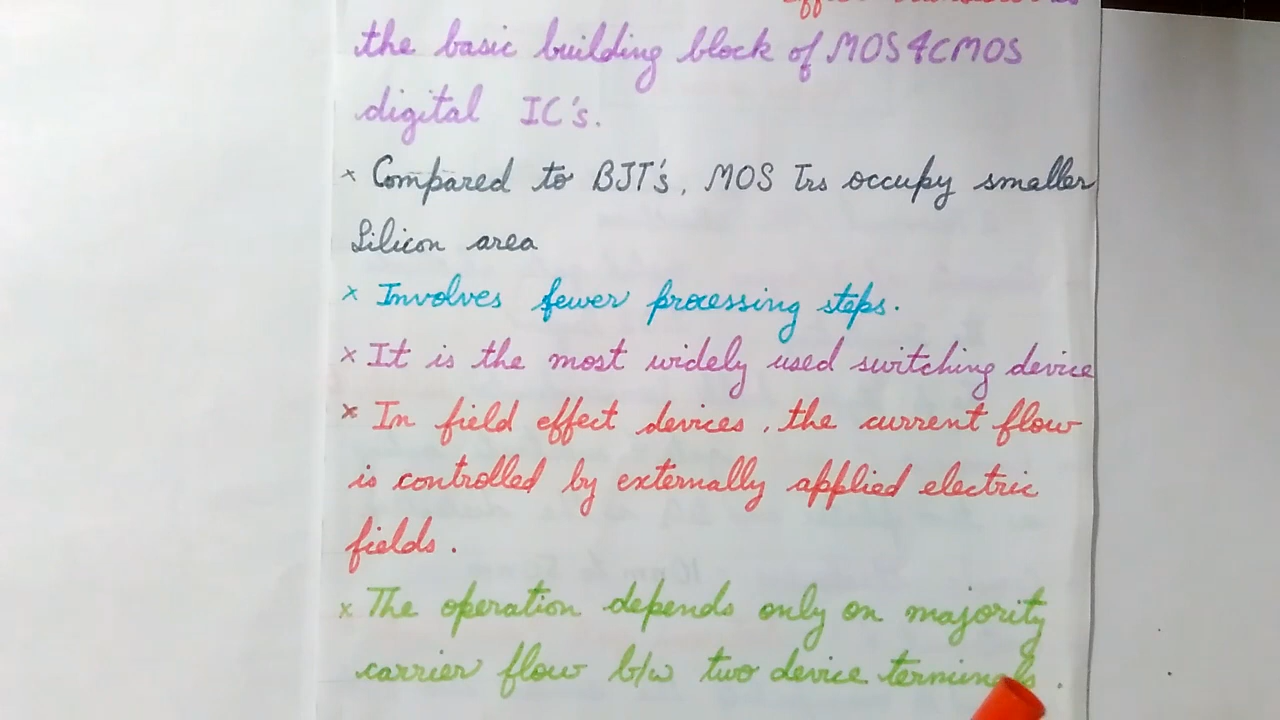 the basic building block of MOS & CMOS
digital IC's.
× Compared to BJT's, MOS Trs occupy smaller
Silicon area
× Involves fewer processing steps.
× It is the most widely used switching device
× In field effect devices, the current flow
is controlled by externally applied electric
fields.
× The operation depends only on majority
carrier flow b/w two device terminals.